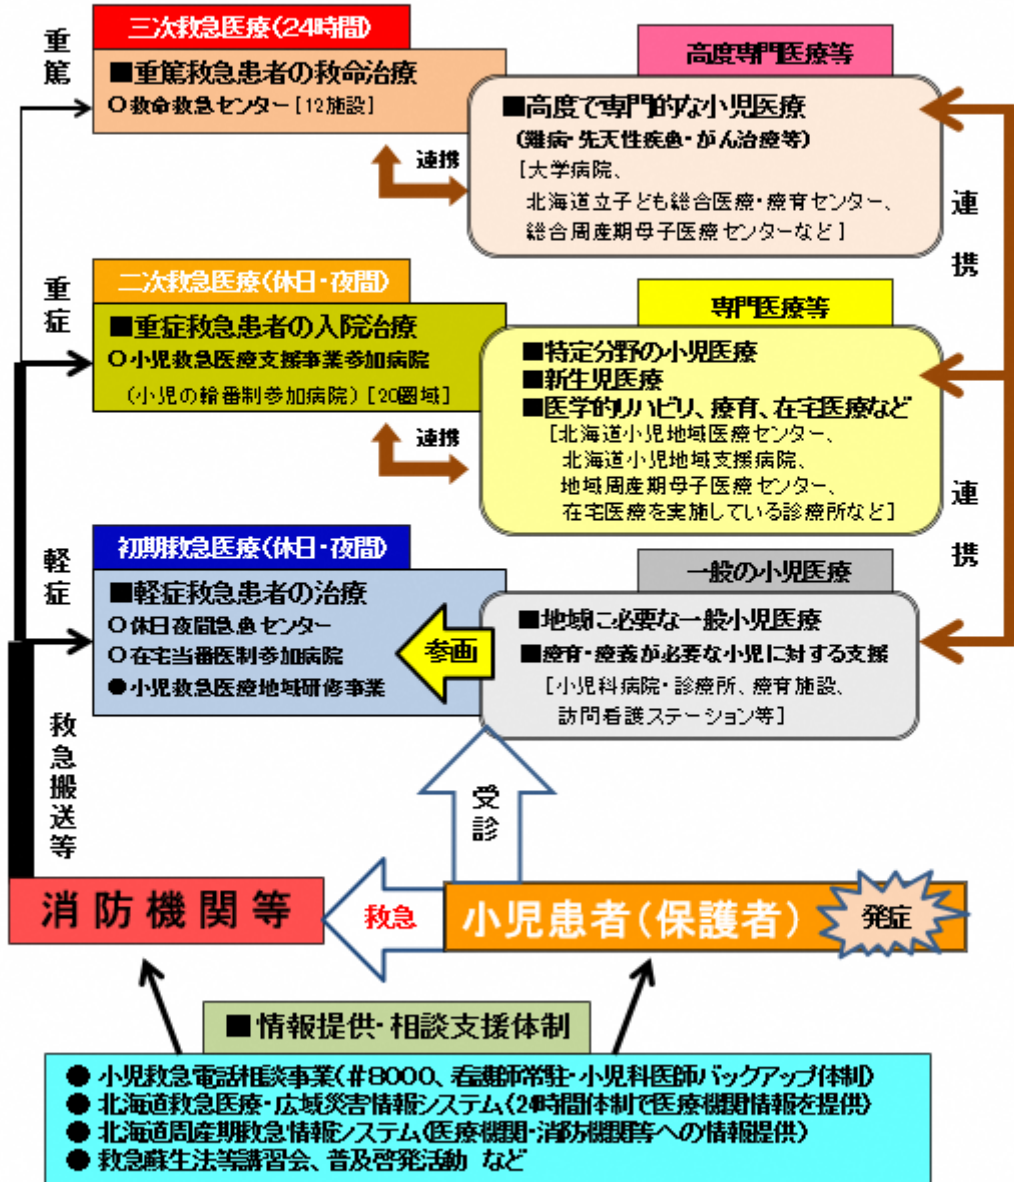 重篤
三次救急医療(24時間)
■重篤救急患者の救命治療
○救命救急センター[12施設]
高度専門医療等
■高度で専門的な小児医療
(難病・先天性疾患・がん治療等)
[大学病院、
北海道立子ども総合医療・療育センター、
総合周産期母子医療センターなど]
連携
連携
重症
二次救急医療(休日・夜間)
■重症救急患者の入院治療
○小児救急医療支援事業参加病院
(小児の輪番制参加病院)[20圏域]
専門医療等
■特定分野の小児医療
■新生児医療
■医学的リハビリ、療育、在宅医療など
[北海道小児地域医療センター、
北海道小児地域支援病院、
地域周産期母子医療センター、
在宅医療を実施している診療所など]
連携
連携
軽症
初期救急医療(休日・夜間)
■軽症救急患者の治療
○休日夜間急患センター
○在宅当番医制参加病院
●小児救急医療地域研修事業
参画
一般の小児医療
■地域に必要な一般小児医療
■療育・療養が必要な小児に対する支援
[小児科病院・診療所、療育施設、
訪問看護ステーション等]
救急搬送等
受診
消防機関等
救急
小児患者(保護者)
発症
■情報提供・相談支援体制
●小児救急電話相談事業(#8000、看護師常駐・小児科医師バックアップ体制)
●北海道救急医療・広域災害情報システム(24時間体制で医療機関情報を提供)
●北海道周産期救急情報システム(医療機関・消防機関等への情報提供)
●救急蘇生法等講習会、普及啓発活動 など